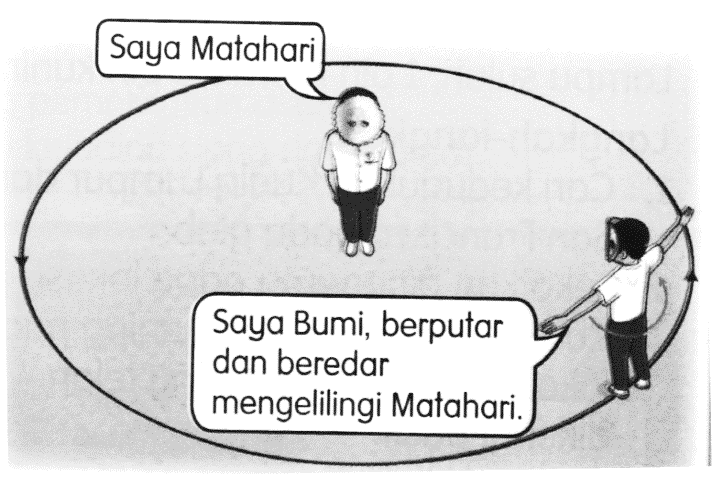 Saya Matahari
Saya Bumi, berputar
dan beredar
mengelilingi Matahari.